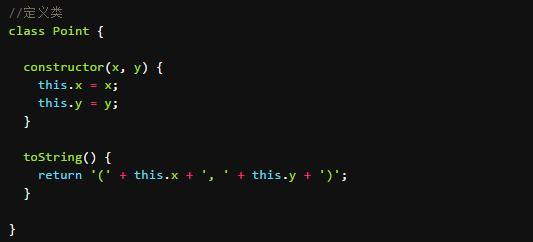 //定义类
class Point {
constructor(x, y) {
this.x = x;
this.y = y;
}
toString() {
return '(' + this.x + ', ' + this.y + ')';
}
}